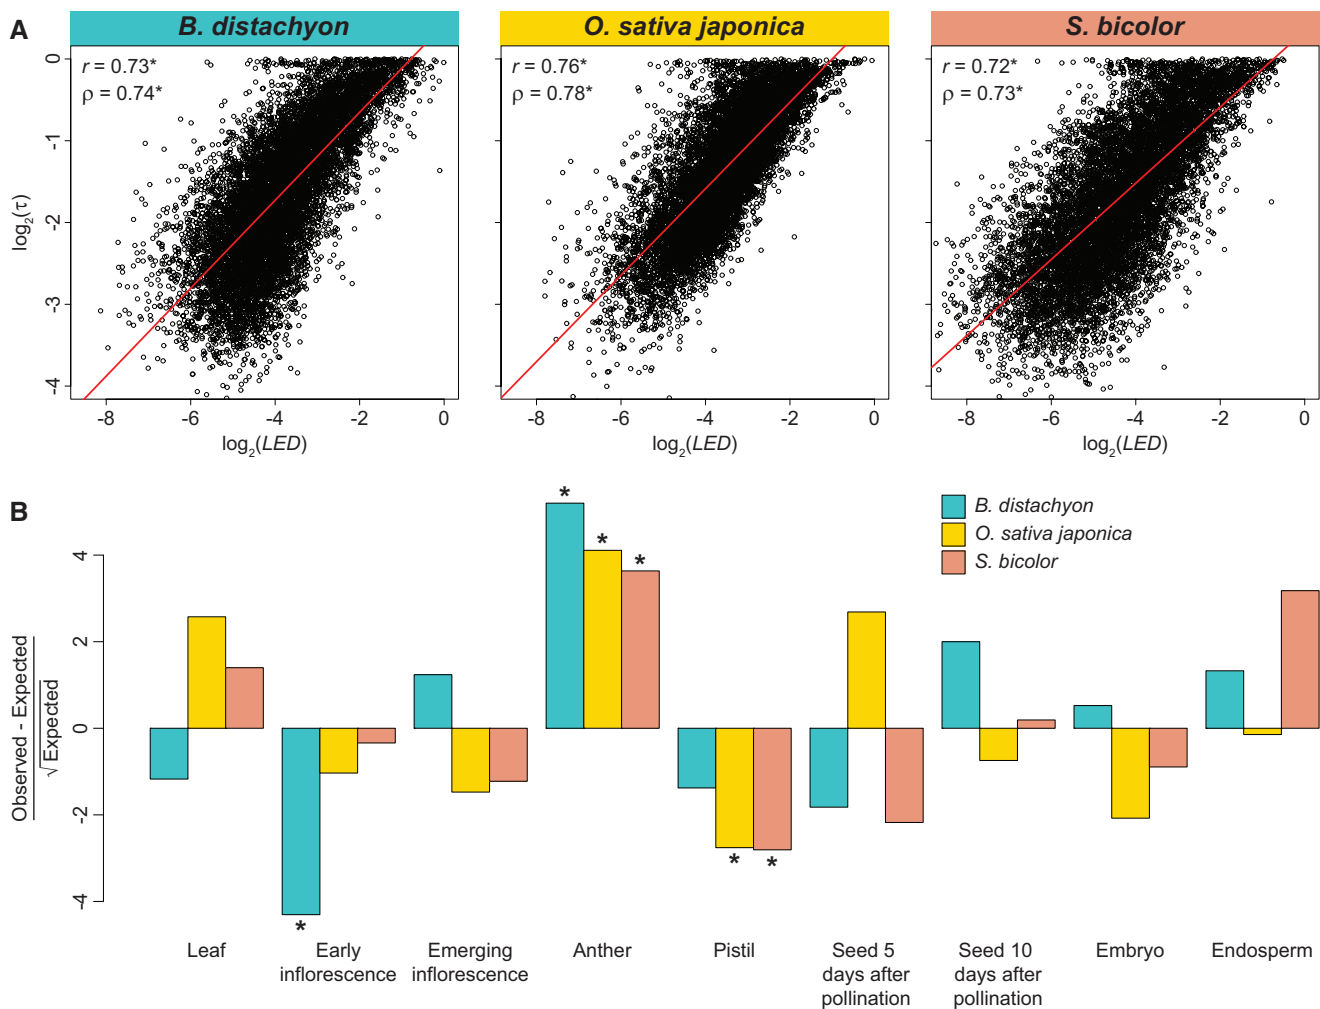 A
B. distachyon
O. sativa japonica
S. bicolor
r = 0.73*
ρ = 0.74*
r = 0.76*
ρ = 0.78*
r = 0.72*
ρ = 0.73*
log2(τ)
0
-1
-2
-3
-4
-8 -6 -4 -2 0
-8 -6 -4 -2 0
-8 -6 -4 -2 0
log2(LED)
log2(LED)
log2(LED)
B
B. distachyon
O. sativa japonica
S. bicolor
Observed - Expected
√Expected
4
2
0
-2
-4
*
*
*
*
*
*
Leaf
Early
inflorescence
Emerging
inflorescence
Anther
Pistil
Seed 5
days after
pollination
Seed 10
days after
pollination
Embryo
Endosperm